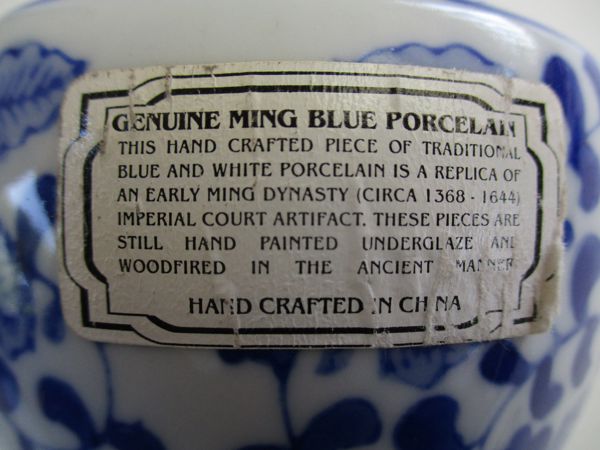 GENUINE MING BLUE PORCELAIN
THIS HAND CRAFTED PIECE OF TRADITIONAL
BLUE AND WHITE PORCELAIN IS A REPLICA OF
AN EARLY MING DYNASTY (CIRCA 1368 - 1644)
IMPERIAL COURT ARTIFACT. THESE PIECES ARE
STILL HAND PAINTED UNDERGLAZE AND
WOODFIRED IN THE ANCIENT MANNER
HAND CRAFTED IN CHINA